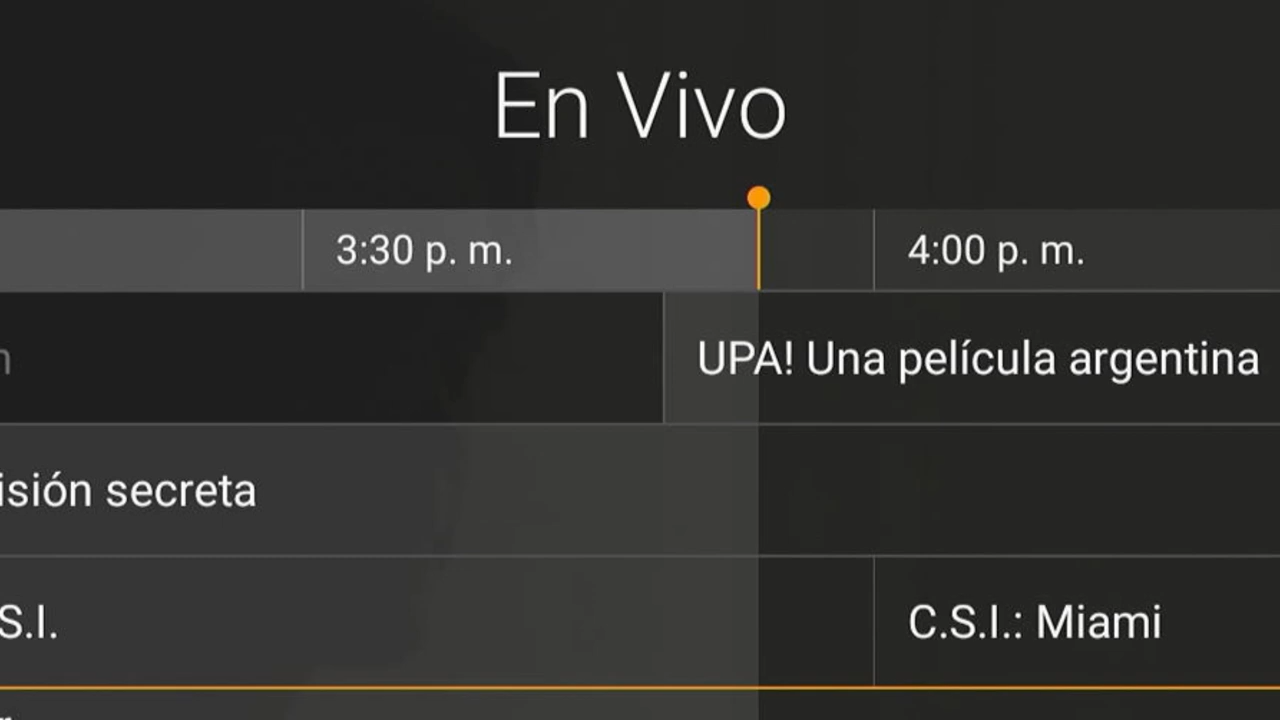 En Vivo
3:30 p. m. 4:00 p. m.
UPA! Una película argentina
isión secreta
S.I. C.S.I.: Miami